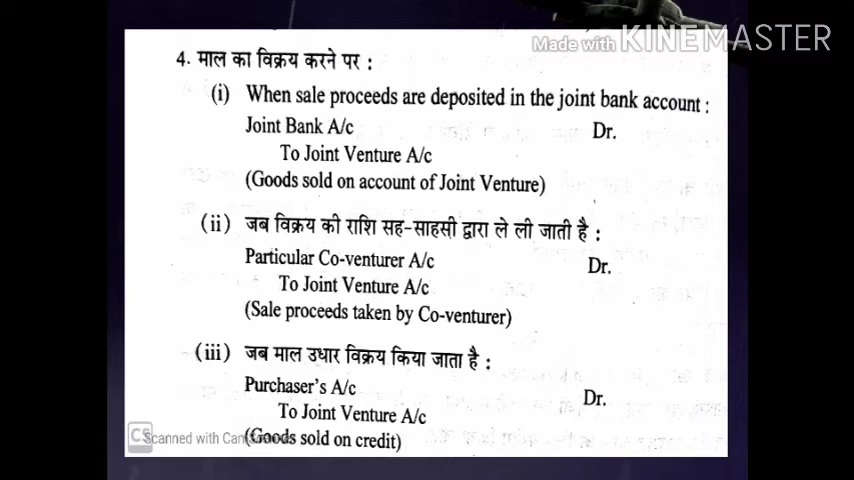 Made with KINEMASTER
4. माल का विक्रय करने पर :
(i) When sale proceeds are deposited in the joint bank account :
Joint Bank A/c Dr.
To Joint Venture A/c
(Goods sold on account of Joint Venture)
(ii) जब विक्रय की राशि सह-साहसी द्वारा ले ली जाती है :
Particular Co-venturer A/c Dr.
To Joint Venture A/c
(Sale proceeds taken by Co-venturer)
(iii) जब माल उधार विक्रय किया जाता है :
Purchaser's A/c Dr.
To Joint Venture A/c
(Goods sold on credit)
CS Scanned with